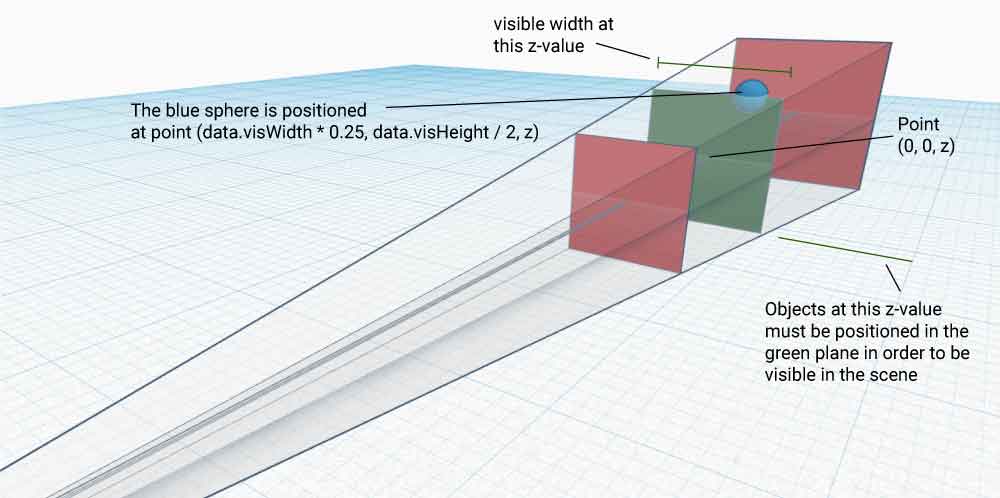 visible width at
this z-value
The blue sphere is positioned
at point (data.visWidth * 0.25, data.visHeight / 2, z)
Point
(0, 0, z)
Objects at this z-value
must be positioned in the
green plane in order to be
visible in the scene